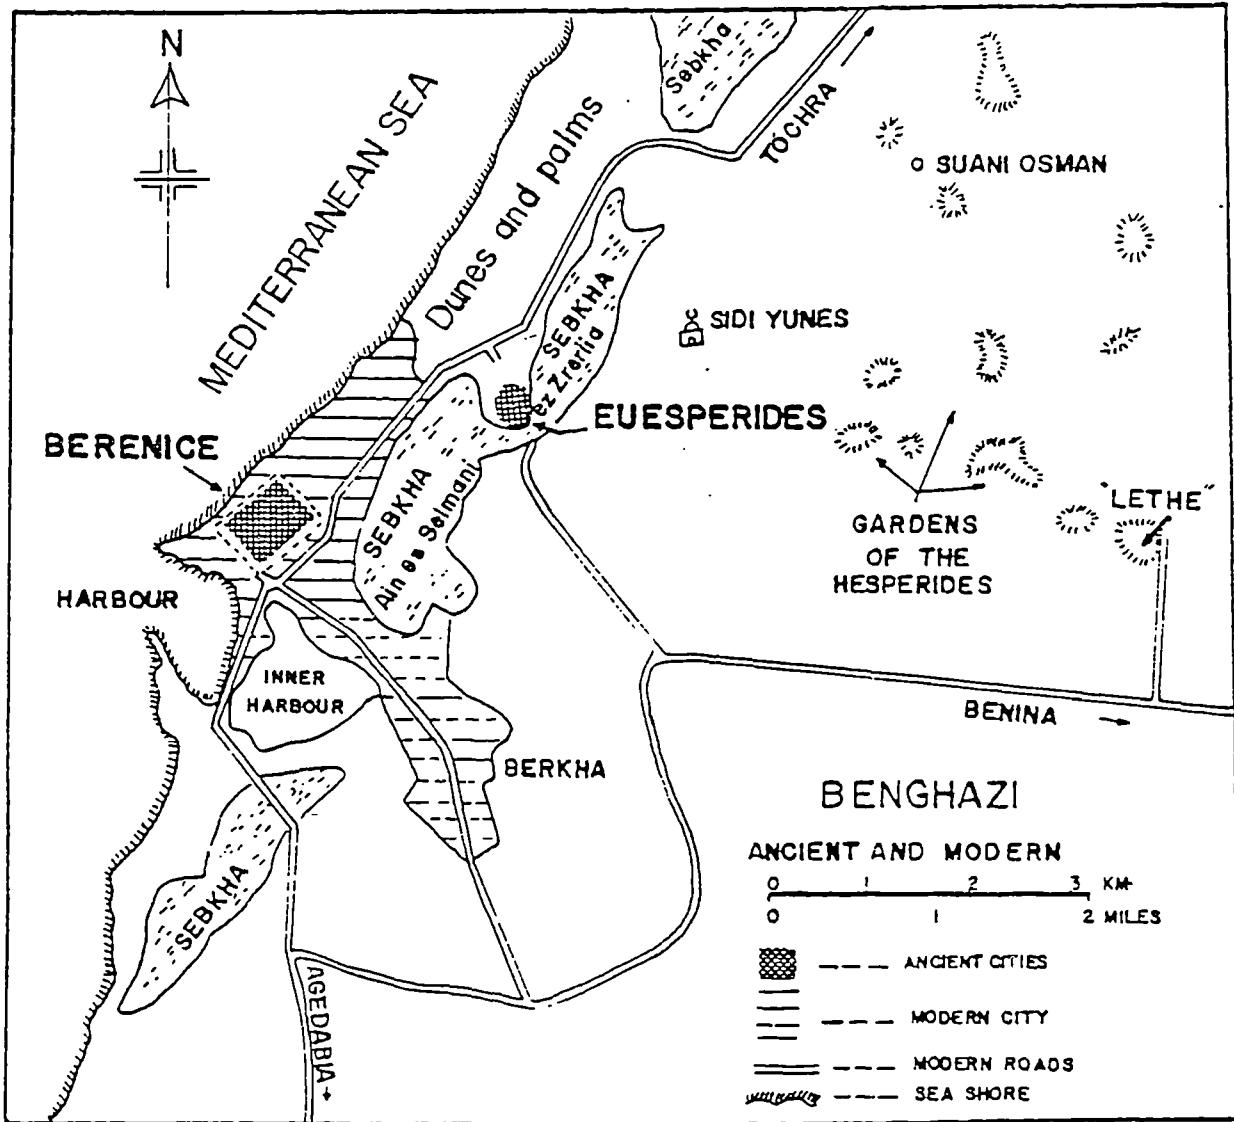 N
MEDITERRANEAN SEA
Dunes and palms
Sebkha
TOCHRA
SUANI OSMAN
SEBKHA
ez Zrerila
SIDI YUNES
EUESPERIDES
BERENICE
SEBKHA
Ain es Selmani
"LETHE"
GARDENS
OF THE
HESPERIDES
HARBOUR
INNER
HARBOUR
BENINA
BERKHA
SEBKHA
AGEDABIA
BENGHAZI
ANCIENT AND MODERN
0 1 2 3 KM
0 1 2 MILES
ANCIENT CITIES
MODERN CITY
MODERN ROADS
SEA SHORE